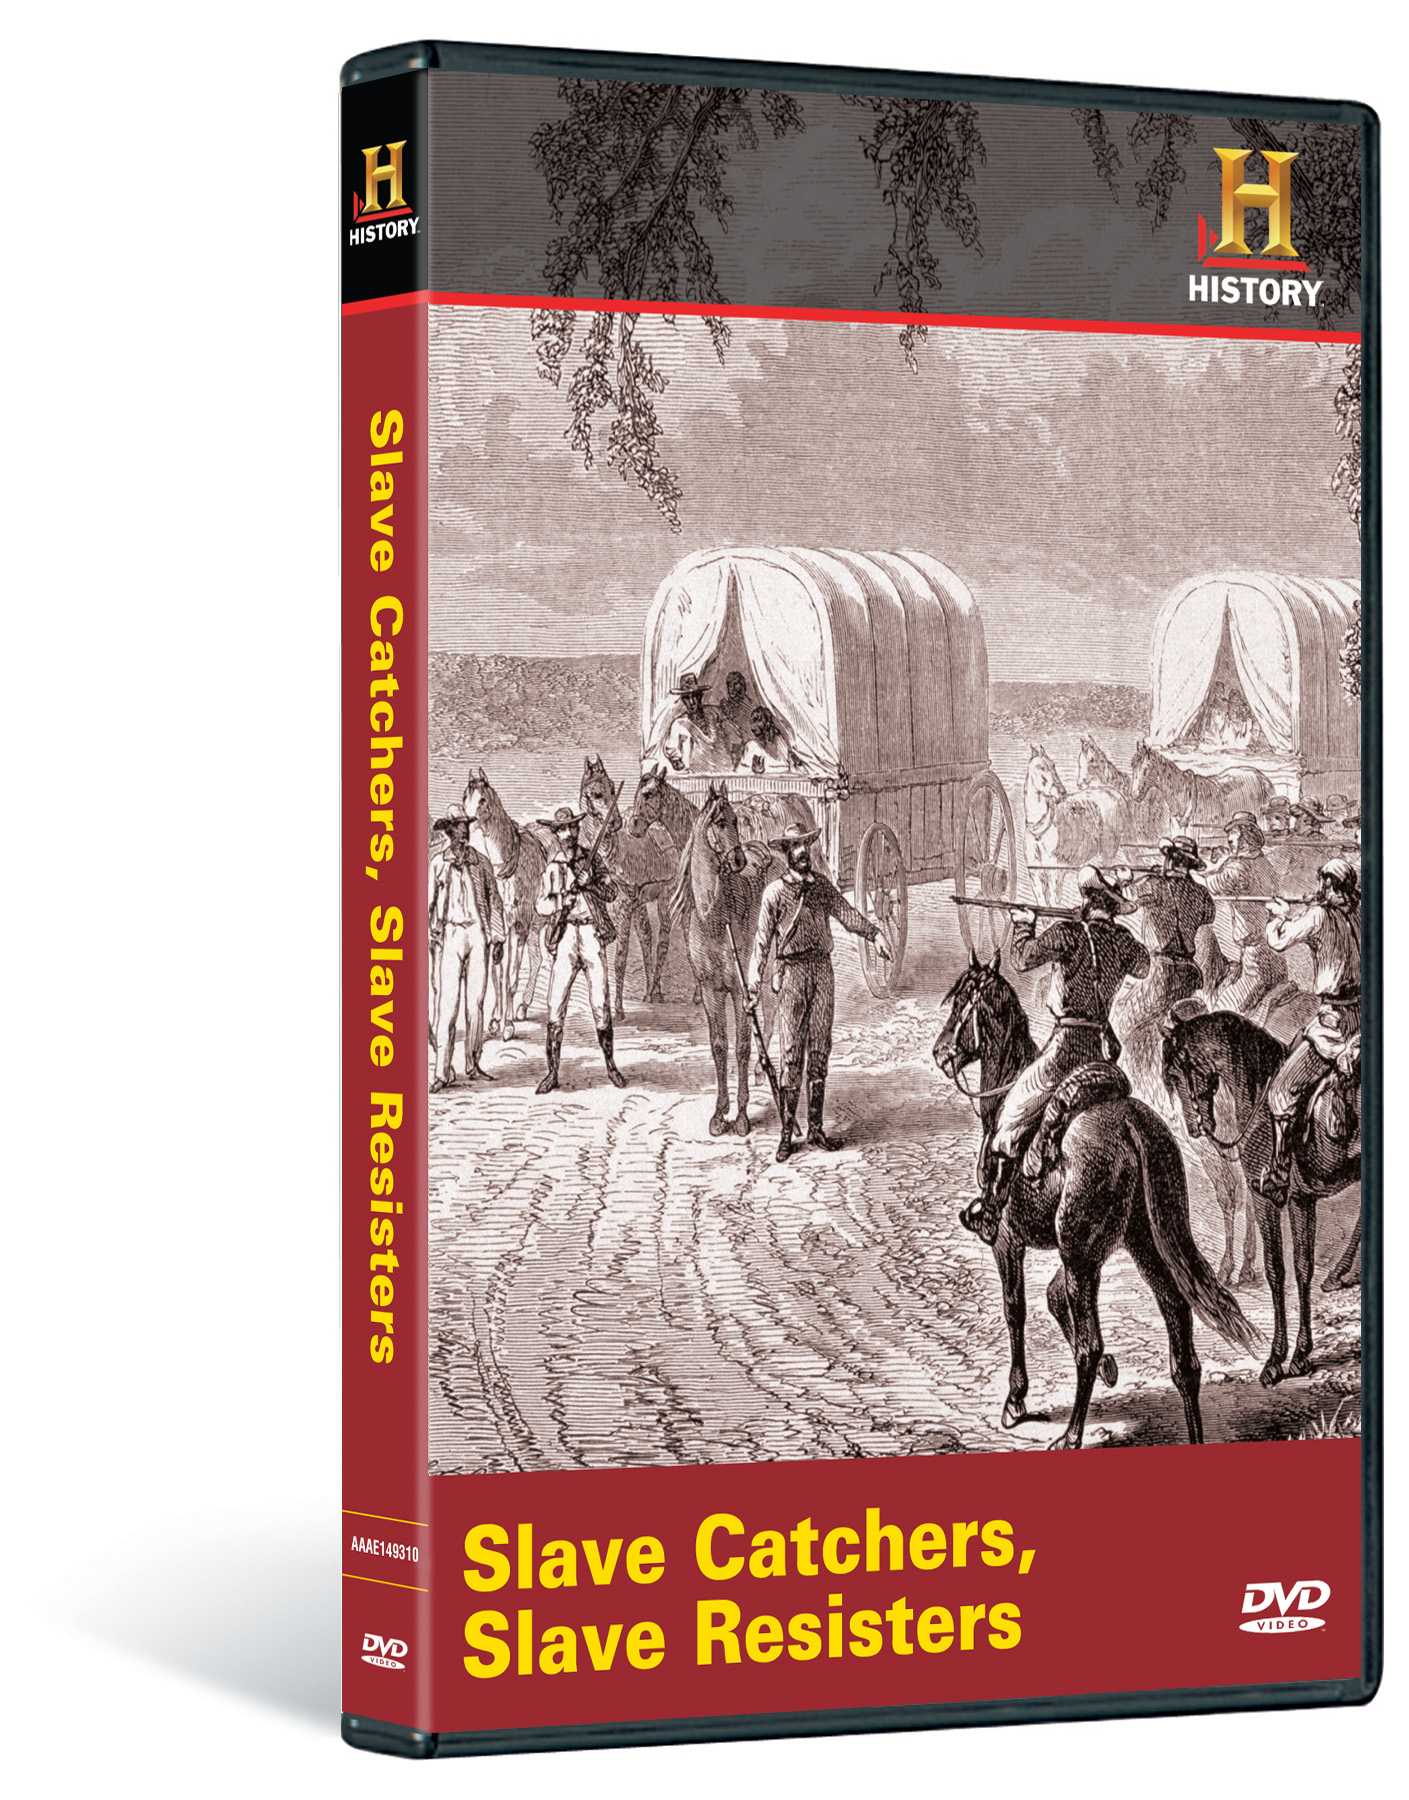 HISTORY
Slave Catchers, Slave Resisters
AAAE149310
DVD
VIDEO
H
HISTORY
Slave Catchers,
Slave Resisters
DVD
VIDEO